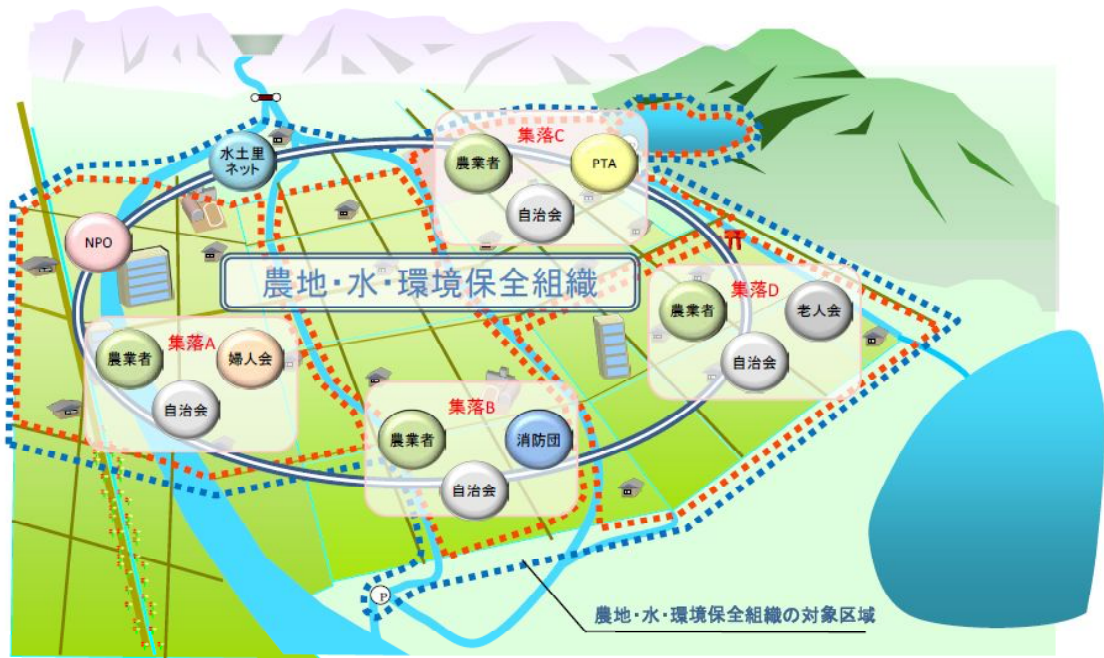 集落C
農業者
PTA
自治会
水土里
ネット
NPO
農地・水・環境保全組織
集落D
農業者
老人会
自治会
集落A
農業者
婦人会
自治会
集落B
農業者
消防団
自治会
P
農地・水・環境保全組織の対象区域